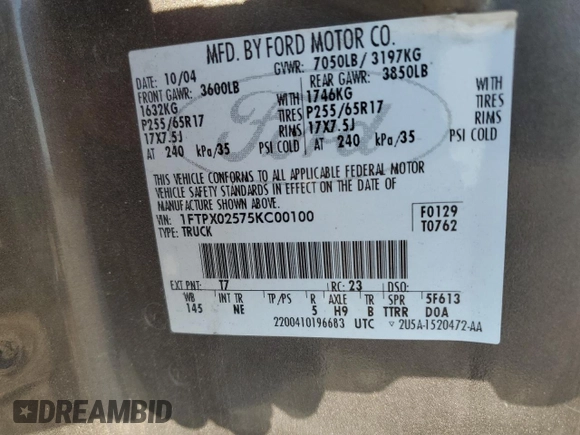 MFD. BY FORD MOTOR CO.
DATE: 10/04 GVWR: 7050LB / 3197KG
FRONT GAWR: 3600LB REAR GAWR: 3850LB
1632KG WITH 1746KG WITH
P255/65R17 TIRES P255/65R17 TIRES
17X7.5J RIMS 17X7.5J RIMS
AT 240 kPa/35 PSI COLD AT 240 kPa/35 PSI COLD
Ford
THIS VEHICLE CONFORMS TO ALL APPLICABLE FEDERAL MOTOR
VEHICLE SAFETY STANDARDS IN EFFECT ON THE DATE OF
MANUFACTURE SHOWN ABOVE.
VIN: 1FTPX02575KC00100 F0129
TYPE: TRUCK T0762
EXT PNT: T7 RC: 23 DSO:
WB INT TR TP/PS R AXLE TR SPR 5F613
145 NE 5 H9 B TTRR D0A
2200410196683 UTC ▽ 2U5A-1520472-AA
DREAMBID